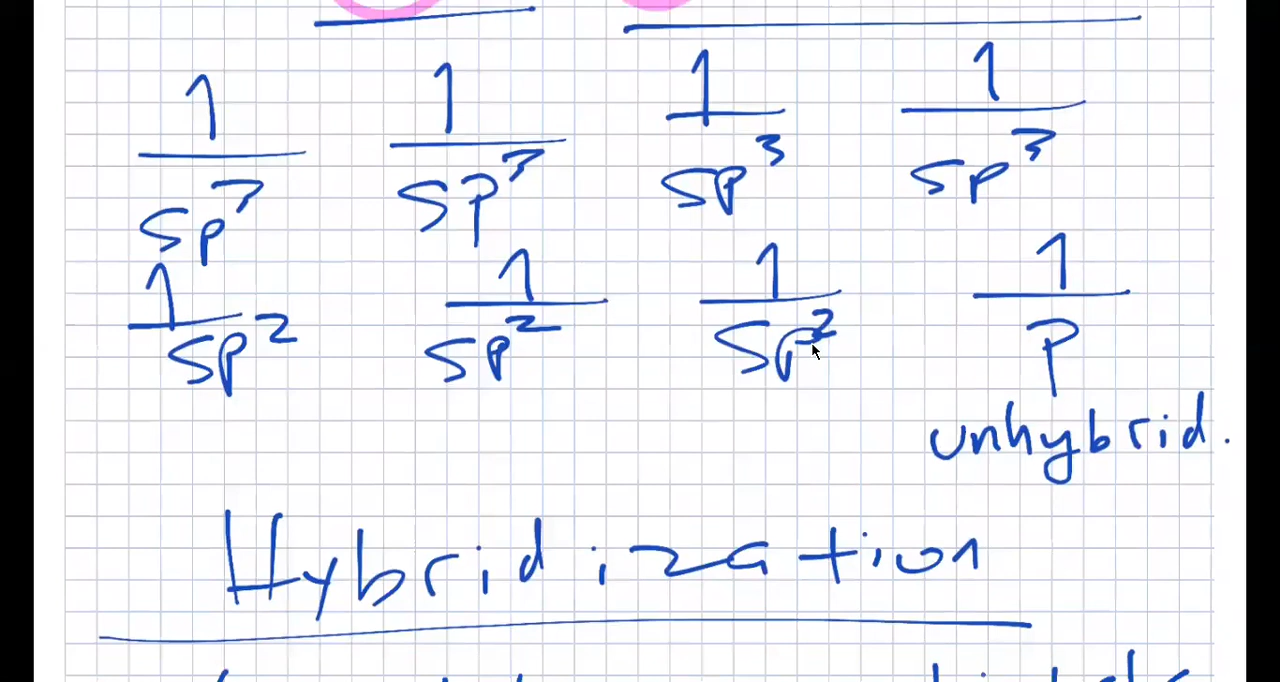 1 1 1 1
sp³ sp³ sp³ sp³
1 1 1 1
sp² sp² sp² p
unhybrid.
Hybridization